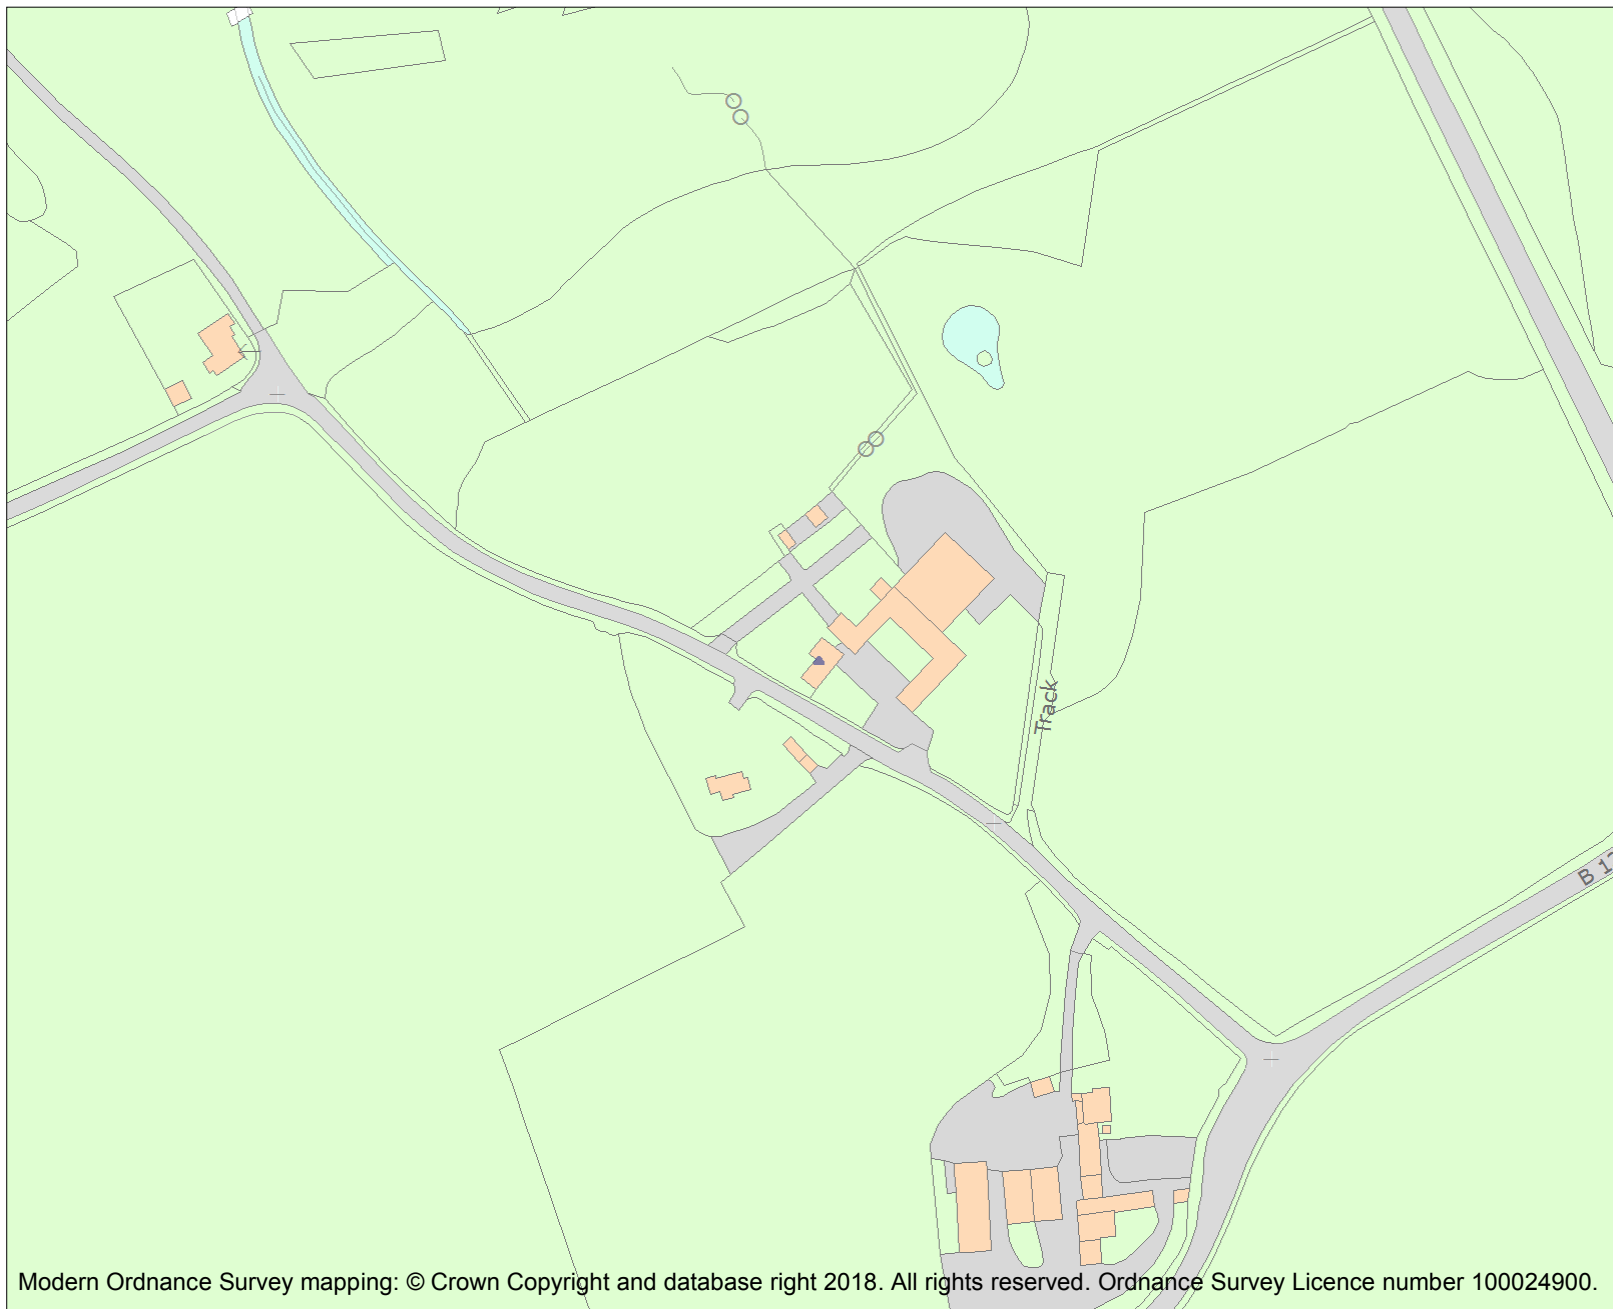 Track
B 1
Modern Ordnance Survey mapping: © Crown Copyright and database right 2018. All rights reserved. Ordnance Survey Licence number 100024900.